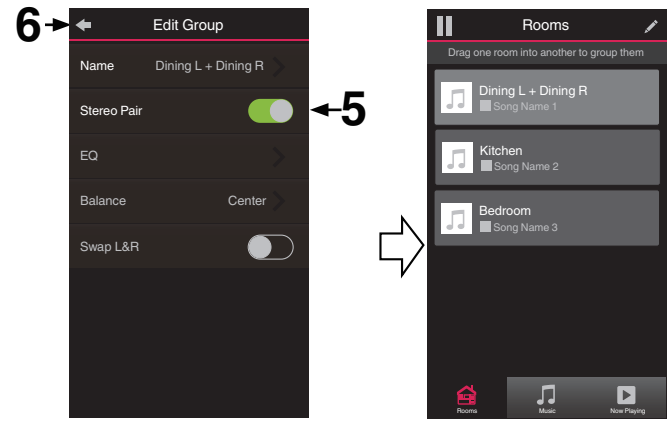 6
Edit Group
Name Dining L + Dining R
Stereo Pair
5
EQ
Balance Center
Swap L&R
Rooms
Drag one room into another to group them
Dining L + Dining R
Song Name 1
Kitchen
Song Name 2
Bedroom
Song Name 3
Rooms Music Now Playing